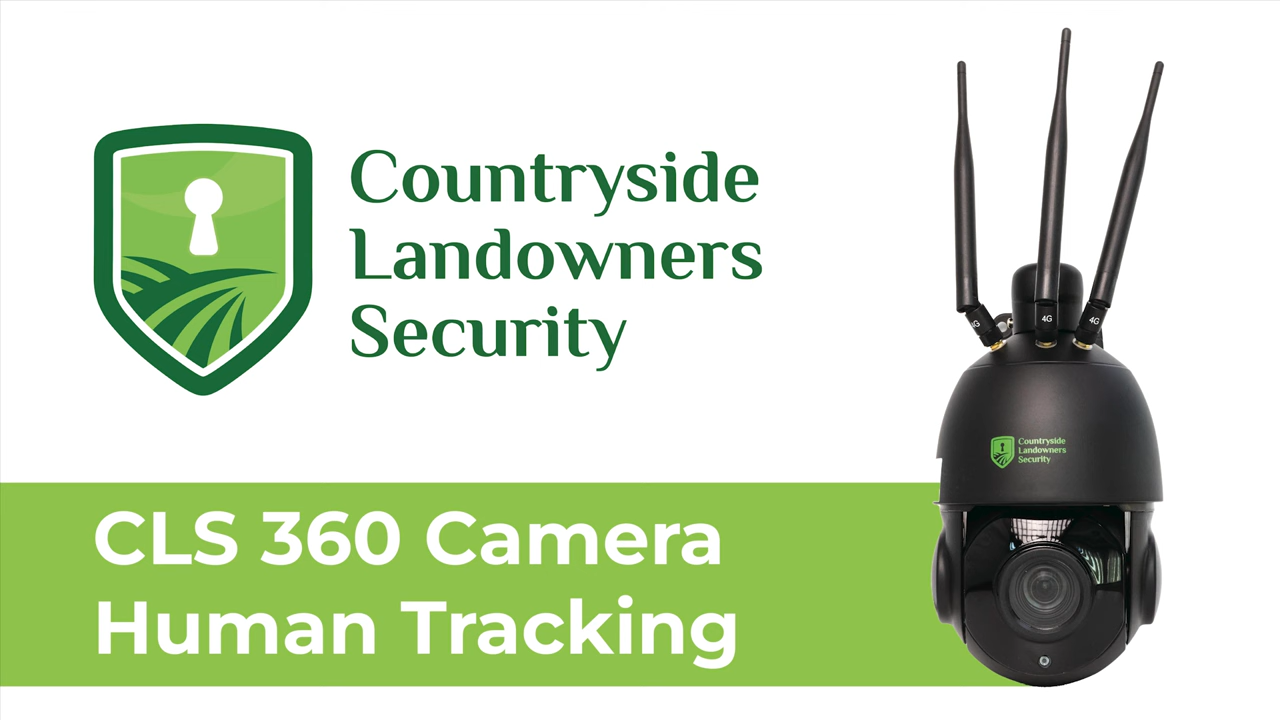 Countryside
Landowners
Security
CLS 360 Camera
Human Tracking
4G
4G
4G
Countryside
Landowners
Security